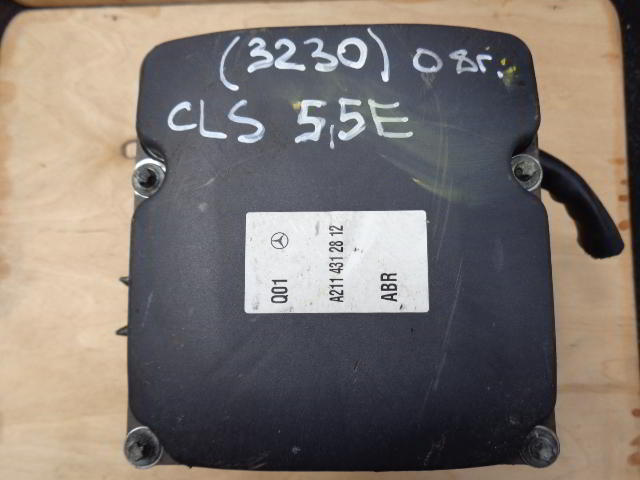 (3230) 08г.
CLS 5,5E
Q01
A211 431 28 12
ABR